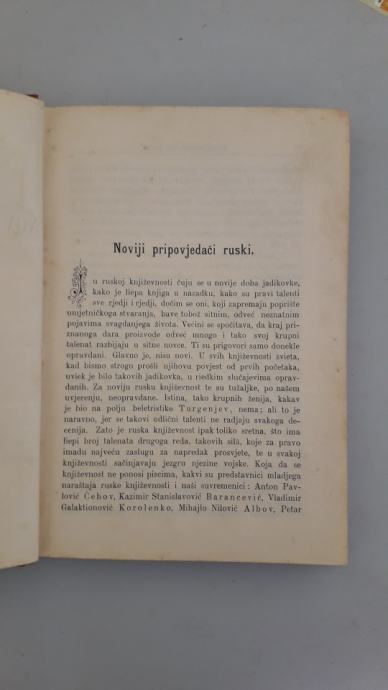 Noviji pripovjedači ruski.
I u ruskoj književnosti čuju se u novije doba jadikovke,
kako je liepa knjiga u nazadku, kako su pravi talenti
sve rjedji i rjedji, dočim se oni, koji zapremaju poprište
umjetničkoga stvaranja, bave tobož sitnim, odveć neznatnim
pojavima svagdanjega života. Većini se spočitava, da kraj pri-
znanoga dara proizvode odveć mnogo i tako svoj krupni
talenat razbijaju u sitne novce. Ti su prigovori samo donekle
opravdani. Glavno je, nisu novi. U svih književnosti svieta,
kad bismo strogo prošli njihovu poviest od prvih početaka,
uviek je bilo takovih jadikovka, u riedkim slučajevima oprav-
danih. Za noviju rusku književnost te su tužaljke, po našem
uvjerenju, neopravdane. Istina, tako krupnih ženija, kakav
je bio na polju beletristike Turgenjev, nema; ali to je
naravno, jer se takovi odlični talenti ne radjaju svakoga de-
cenija. Zato je ruska književnost ipak toliko sretna, što ima
liepi broj talenata drugoga reda, takovih silâ, koje za pravo
imadu najveću zaslugu za napredak prosvjete, te u svakoj
književnosti sačinjavaju jezgru njezine vojske. Koja da se
književnost ne ponosi piscima, kakvi su predstavnici mladjega
naraštaja ruske književnosti i naši suvremenici: Anton Pav-
lović Čehov, Kazimir Stanislavović Barancević, Vladimir
Galaktionović Korolenko, Mihajlo Nilović Albov, Petar